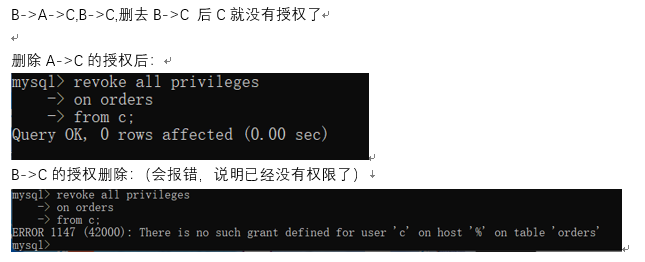 B->A->C,B->C,删去 B->C 后 C 就没有授权了
删除 A->C 的授权后：
mysql> revoke all privileges
-> on orders
-> from c;
Query OK, 0 rows affected (0.00 sec)
B->C 的授权删除：（会报错，说明已经没有权限了）
mysql> revoke all privileges
-> on orders
-> from c;
ERROR 1147 (42000): There is no such grant defined for user 'c' on host '%' on table 'orders'
mysql>